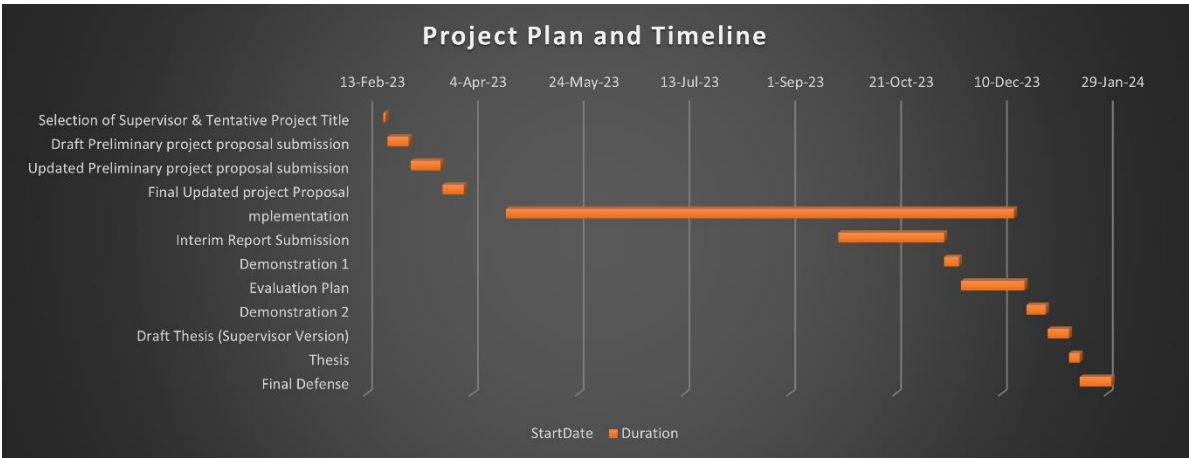 Project Plan and Timeline
13-Feb-23 4-Apr-23 24-May-23 13-Jul-23 1-Sep-23 21-Oct-23 10-Dec-23 29-Jan-24
Selection of Supervisor & Tentative Project Title
Draft Preliminary project proposal submission
Updated Preliminary project proposal submission
Final Updated project Proposal
mplementation
Interim Report Submission
Demonstration 1
Evaluation Plan
Demonstration 2
Draft Thesis (Supervisor Version)
Thesis
Final Defense
StartDate Duration